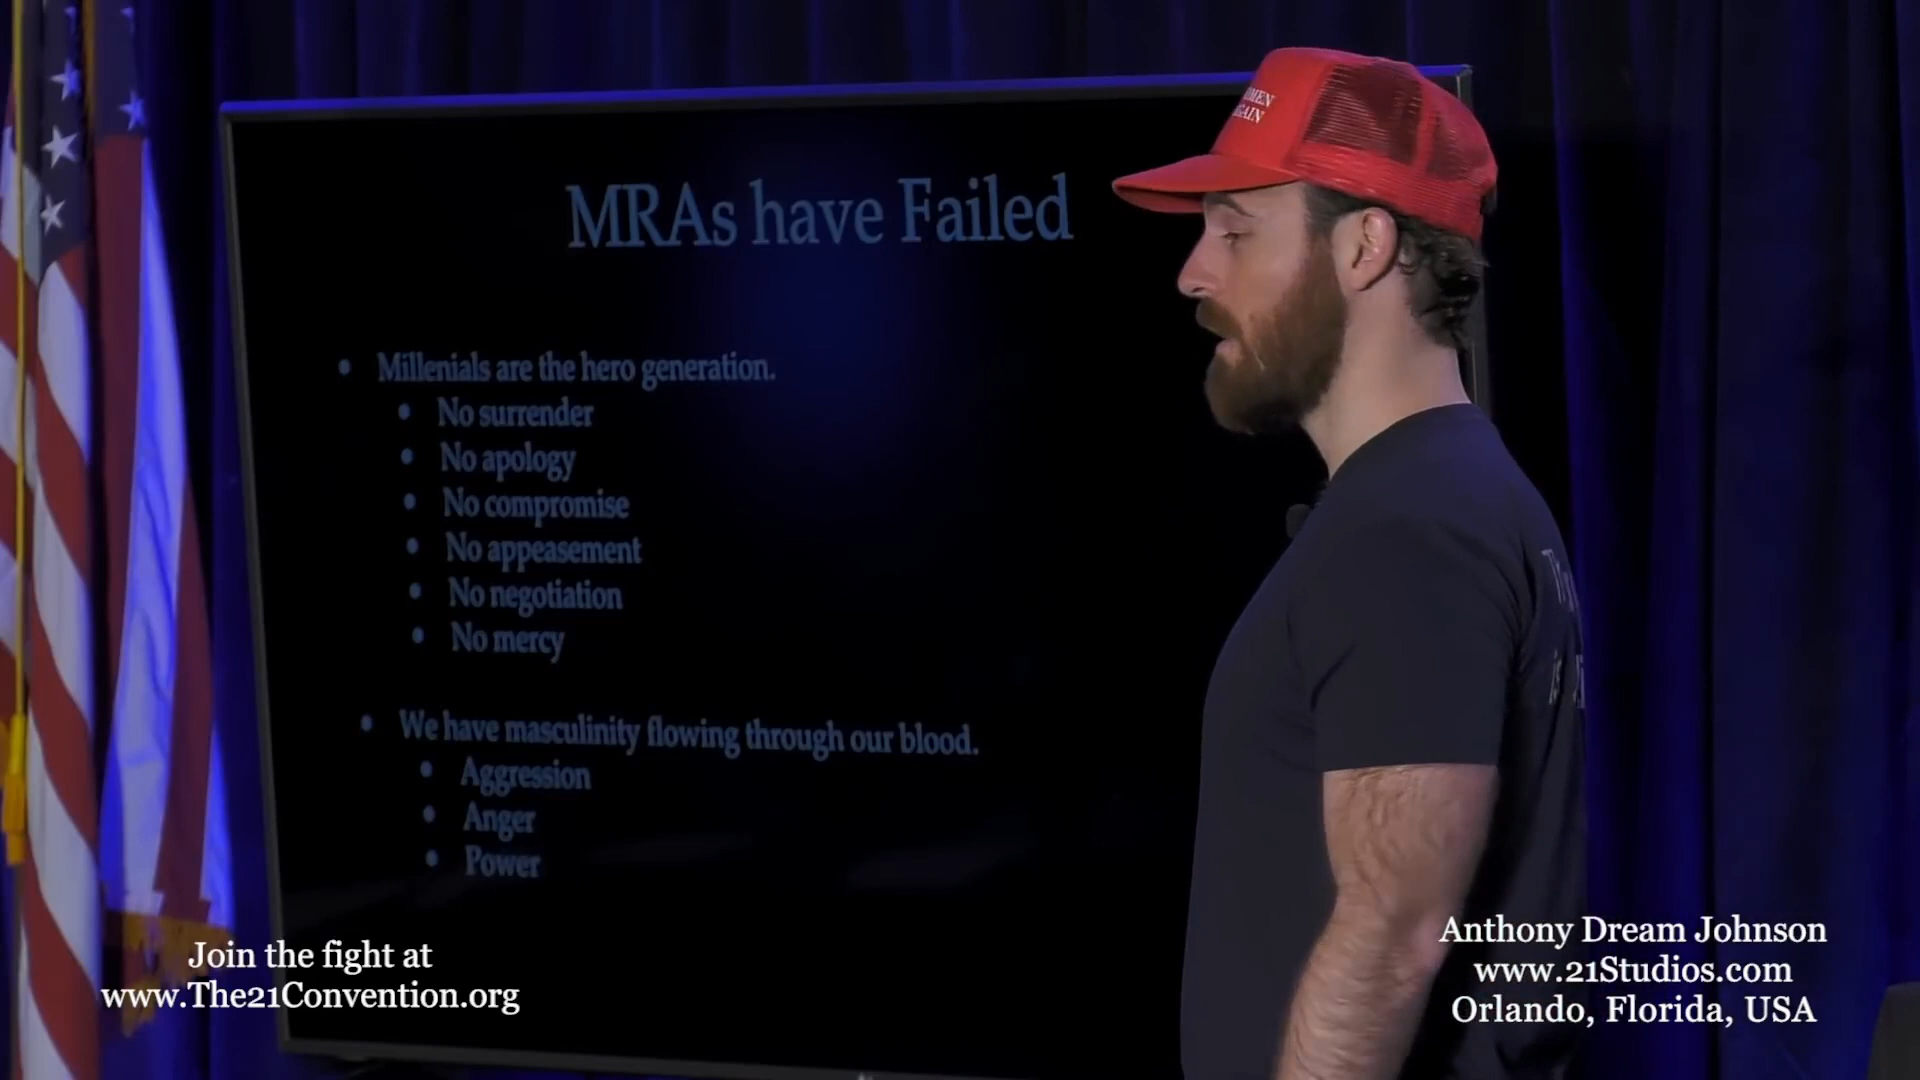 MRAs have Failed
Millenials are the hero generation.
No surrender
No apology
No compromise
No appeasement
No negotiation
No mercy
We have masculinity flowing through our blood.
Aggression
Anger
Power
Join the fight at
www.The21Convention.org
Anthony Dream Johnson
www.21Studios.com
Orlando, Florida, USA